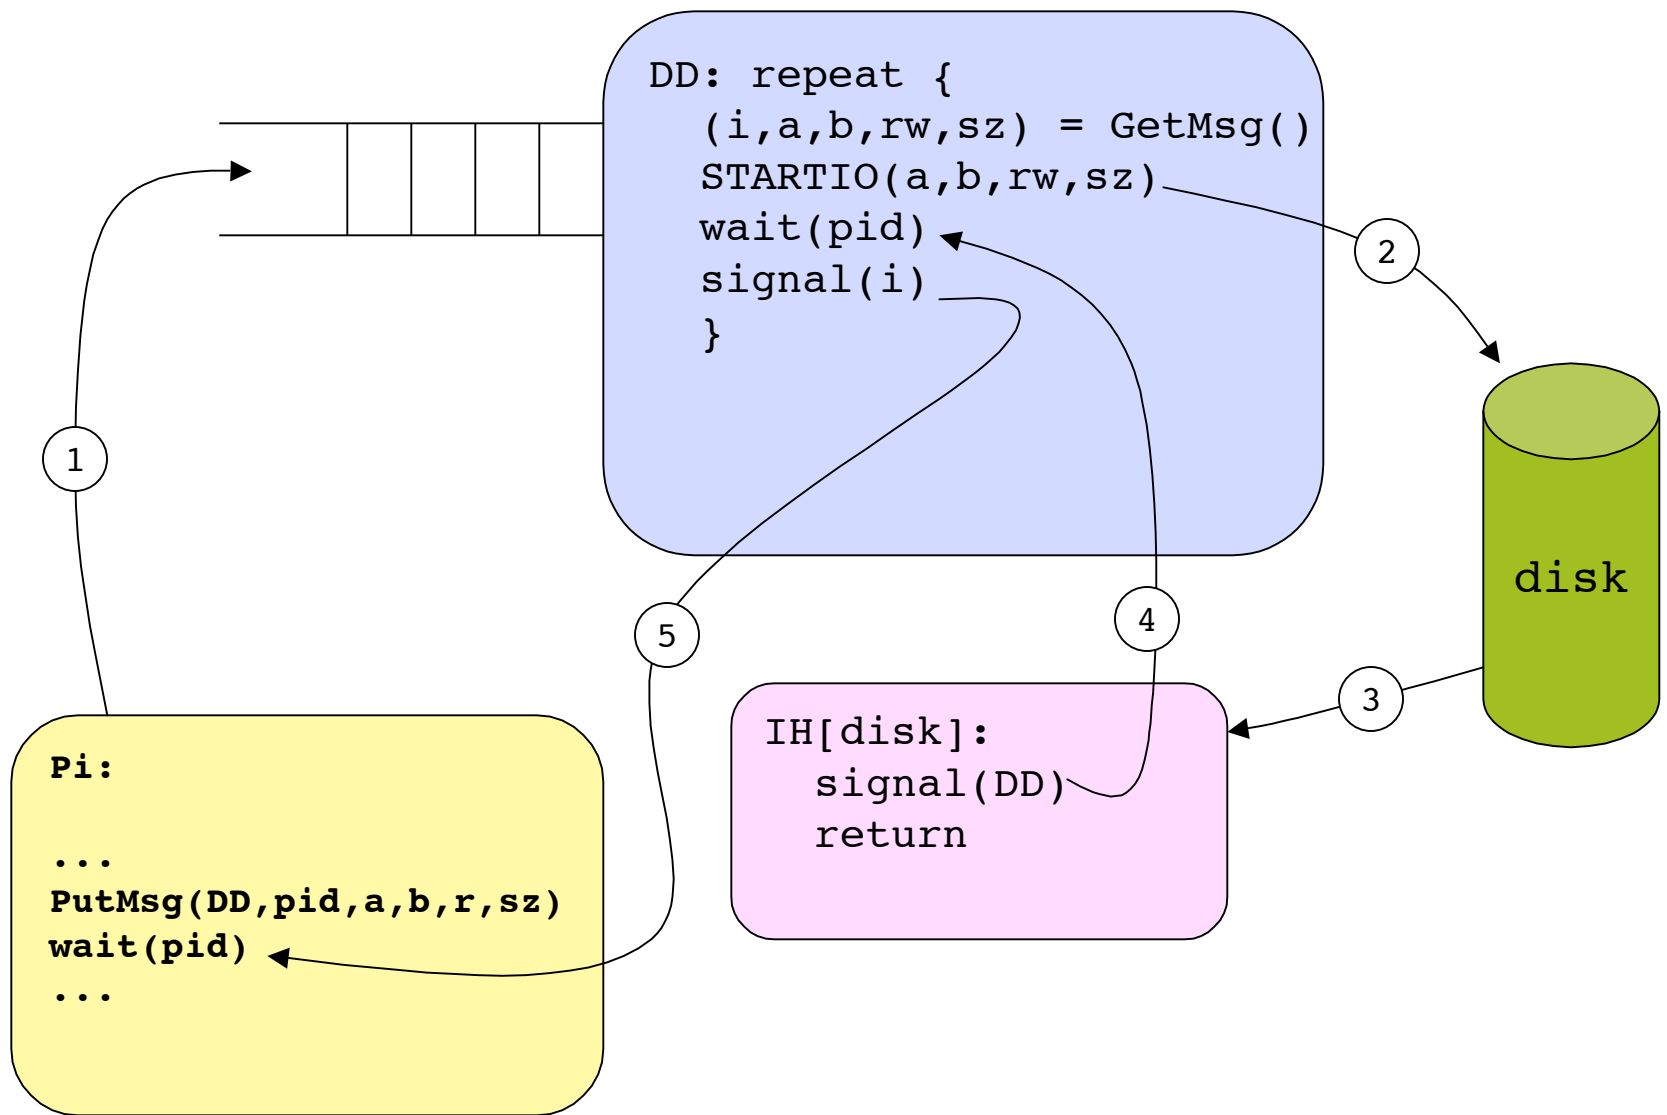 DD: repeat {
(i,a,b,rw,sz) = GetMsg()
STARTIO(a,b,rw,sz)
wait(pid)
signal(i)
}
2
1
disk
5
4
3
IH[disk]:
signal(DD)
return
Pi:
...
PutMsg(DD,pid,a,b,r,sz)
wait(pid)
...